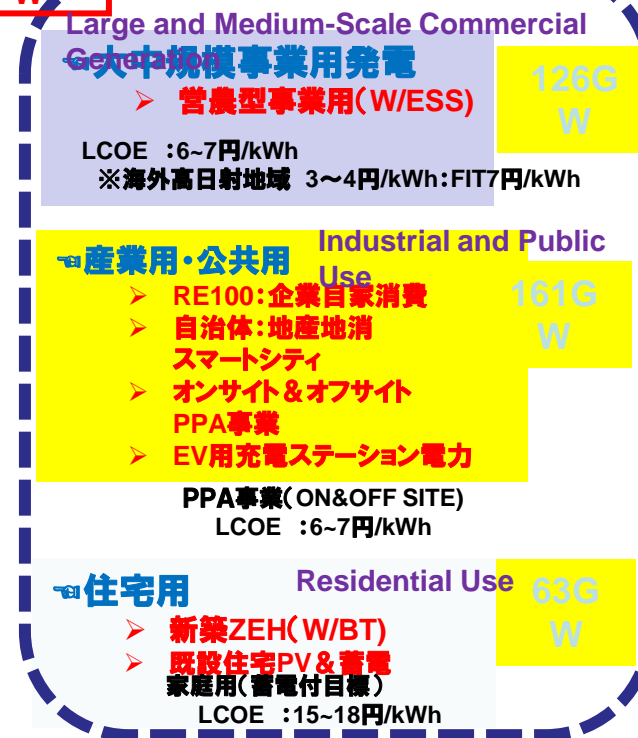 W
Large and Medium-Scale Commercial
Generation
☜大中規模事業用発電
126G
W
➢ 営農型事業用(W/ESS)
LCOE :6~7円/kWh
※海外高日射地域 3～4円/kWh:FIT7円/kWh
Industrial and Public
Use
☜産業用・公共用
161G
W
➢ RE100:企業自家消費
➢ 自治体:地産地消
スマートシティ
➢ オンサイト&オフサイト
PPA事業
➢ EV用充電ステーション電力
PPA事業(ON&OFF SITE)
LCOE :6~7円/kWh
☜住宅用
Residential Use
63G
W
➢ 新築ZEH(W/BT)
➢ 既設住宅PV&蓄電
家庭用(蓄電付目標)
LCOE :15~18円/kWh